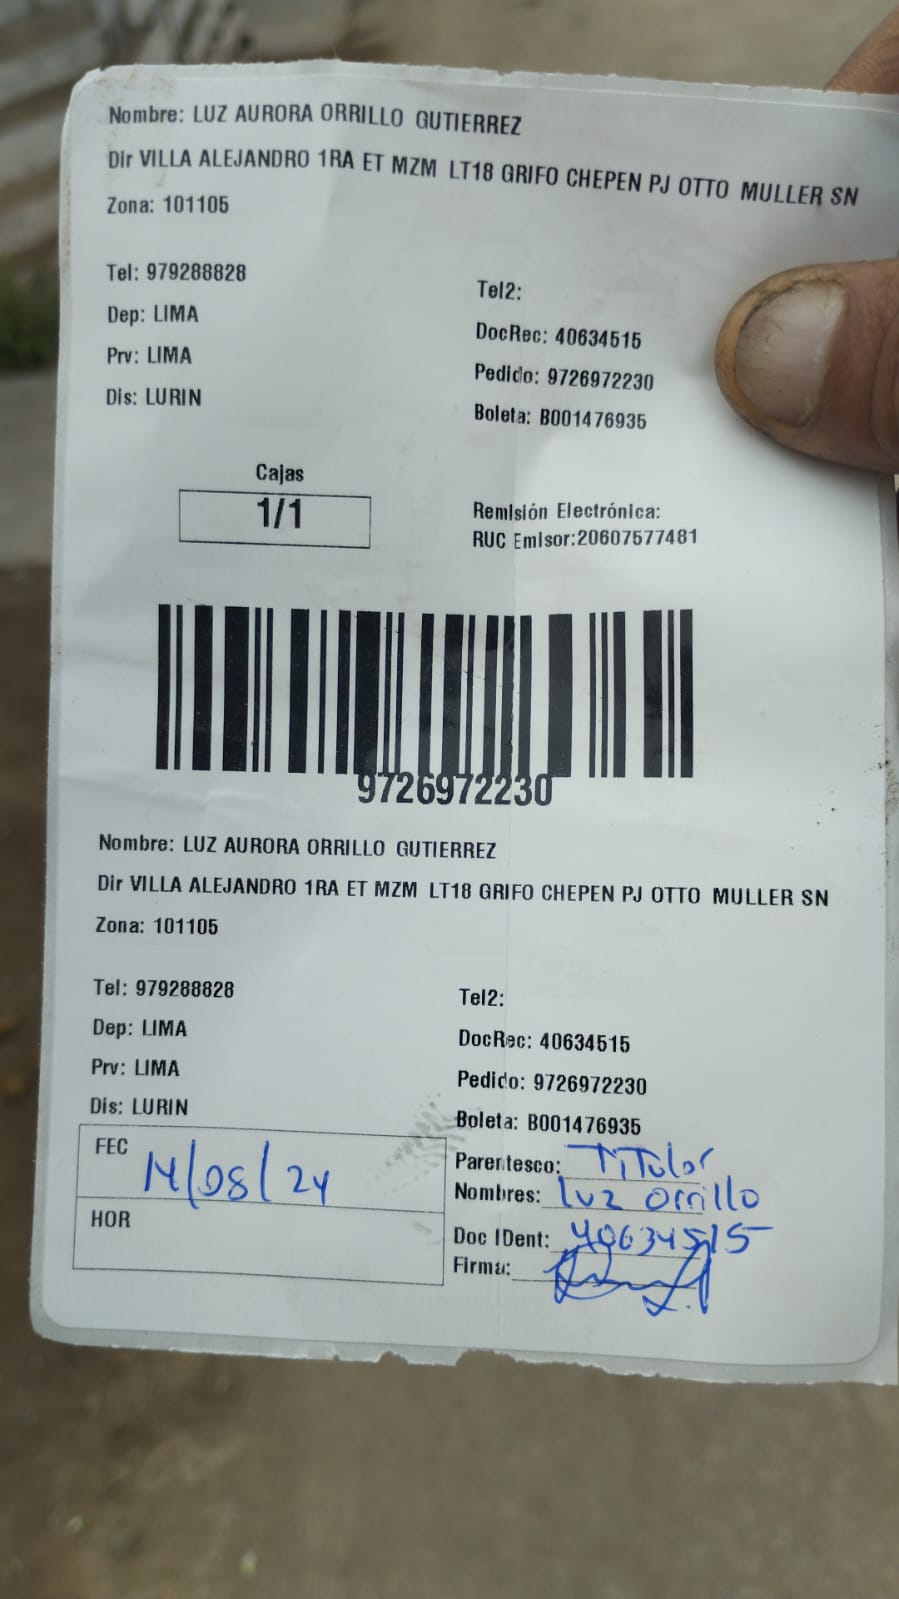 Nombre: LUZ AURORA ORRILLO GUTIERREZ
Dir VILLA ALEJANDRO 1RA ET MZM LT18 GRIFO CHEPEN PJ OTTO MULLER SN
Zona: 101105
Tel: 979288828
Tel2:
Dep: LIMA
DocRec: 40634515
Prv: LIMA
Pedido: 9726972230
Dis: LURIN
Boleta: B001476935
Cajas
1/1
Remisión Electrónica:
RUC Emisor:20607577481
9726972230
Nombre: LUZ AURORA ORRILLO GUTIERREZ
Dir VILLA ALEJANDRO 1RA ET MZM LT18 GRIFO CHEPEN PJ OTTO MULLER SN
Zona: 101105
Tel: 979288828
Tel2:
Dep: LIMA
DocRec: 40634515
Prv: LIMA
Pedido: 9726972230
Dis: LURIN
Boleta: B001476935
FEC 14/08/24
Parentesco: TiTular
Nombres: Luz Orrillo
HOR
Doc IDent: 40634515
Firma: